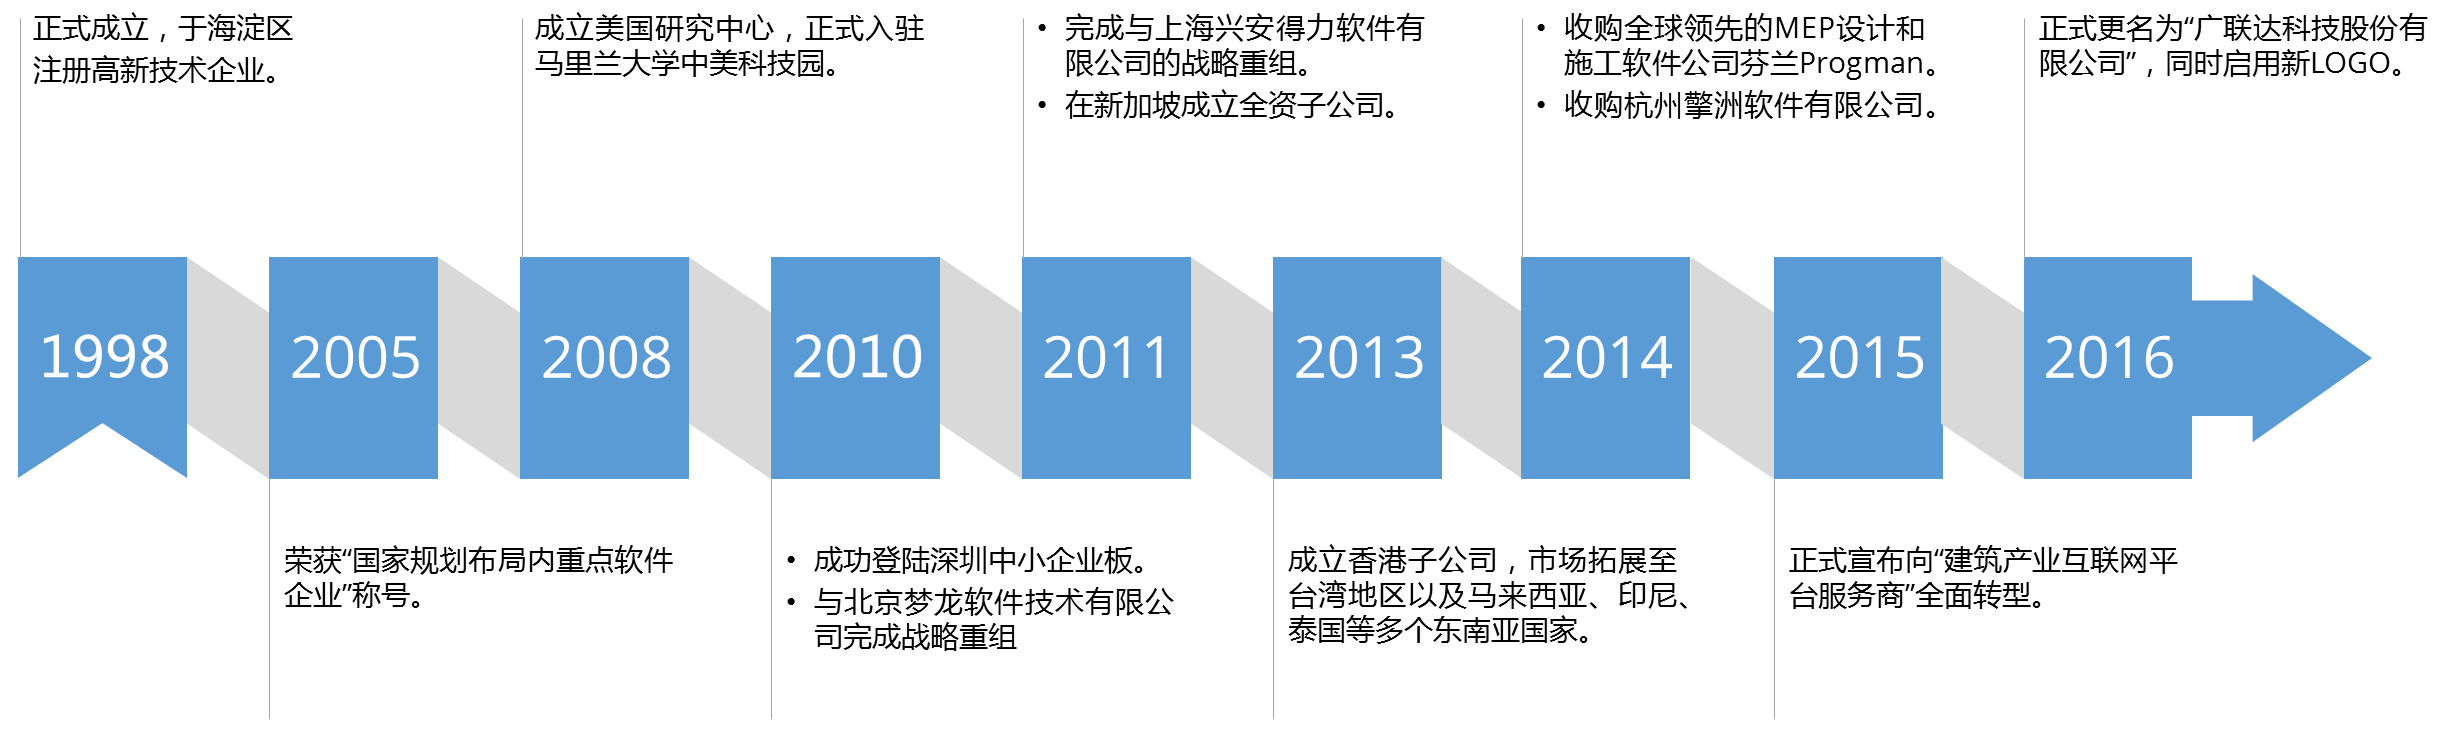 正式成立，于海淀区
注册高新技术企业。
成立美国研究中心，正式入驻
马里兰大学中美科技园。
• 完成与上海兴安得力软件有
限公司的战略重组。
• 在新加坡成立全资子公司。
• 收购全球领先的MEP设计和
施工软件公司芬兰Progman。
• 收购杭州擎洲软件有限公司。
正式更名为“广联达科技股份有
限公司”，同时启用新LOGO。
1998
2005
2008
2010
2011
2013
2014
2015
2016
荣获“国家规划布局内重点软件
企业”称号。
• 成功登陆深圳中小企业板。
• 与北京梦龙软件技术有限公
司完成战略重组
成立香港子公司，市场拓展至
台湾地区以及马来西亚、印尼、
泰国等多个东南亚国家。
正式宣布向“建筑产业互联网平
台服务商”全面转型。